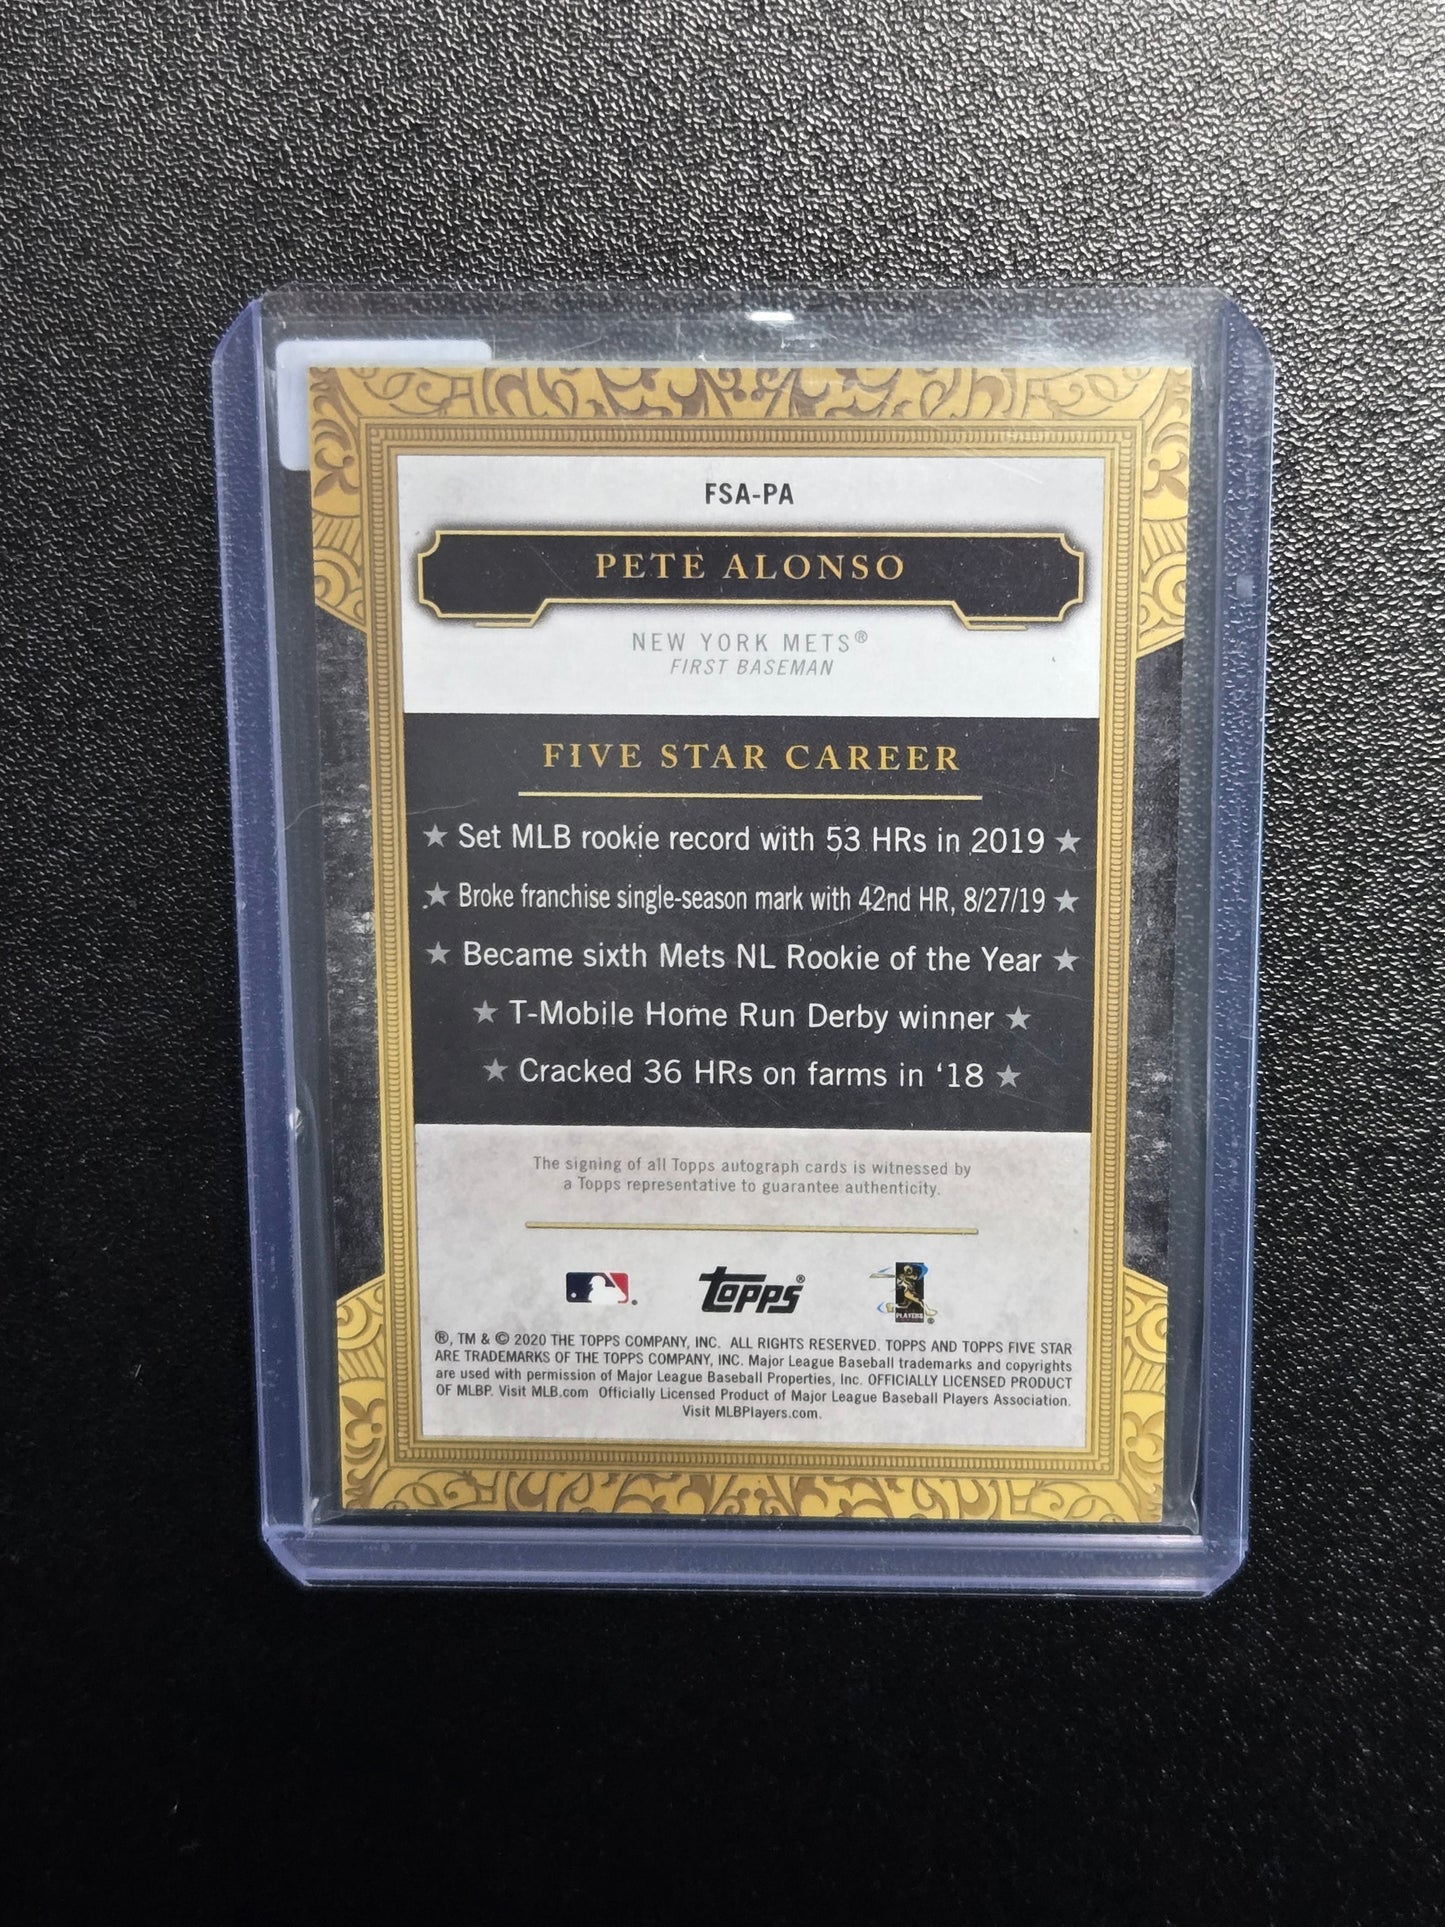 FSA-PA
PETE ALONSO
NEW YORK METS®
FIRST BASEMAN
FIVE STAR CAREER
★ Set MLB rookie record with 53 HRs in 2019 ★
★ Broke franchise single-season mark with 42nd HR, 8/27/19 ★
★ Became sixth Mets NL Rookie of the Year ★
★ T-Mobile Home Run Derby winner ★
★ Cracked 36 HRs on farms in ‘18 ★
The signing of all Topps autograph cards is witnessed by
a Topps representative to guarantee authenticity.
Topps®
PLAYERS
®, TM & © 2020 THE TOPPS COMPANY, INC. ALL RIGHTS RESERVED. TOPPS AND TOPPS FIVE STAR
ARE TRADEMARKS OF THE TOPPS COMPANY, INC. Major League Baseball trademarks and copyrights
are used with permission of Major League Baseball Properties, Inc. OFFICIALLY LICENSED PRODUCT
OF MLBP. Visit MLB.com Officially Licensed Product of Major League Baseball Players Association.
Visit MLBPlayers.com.